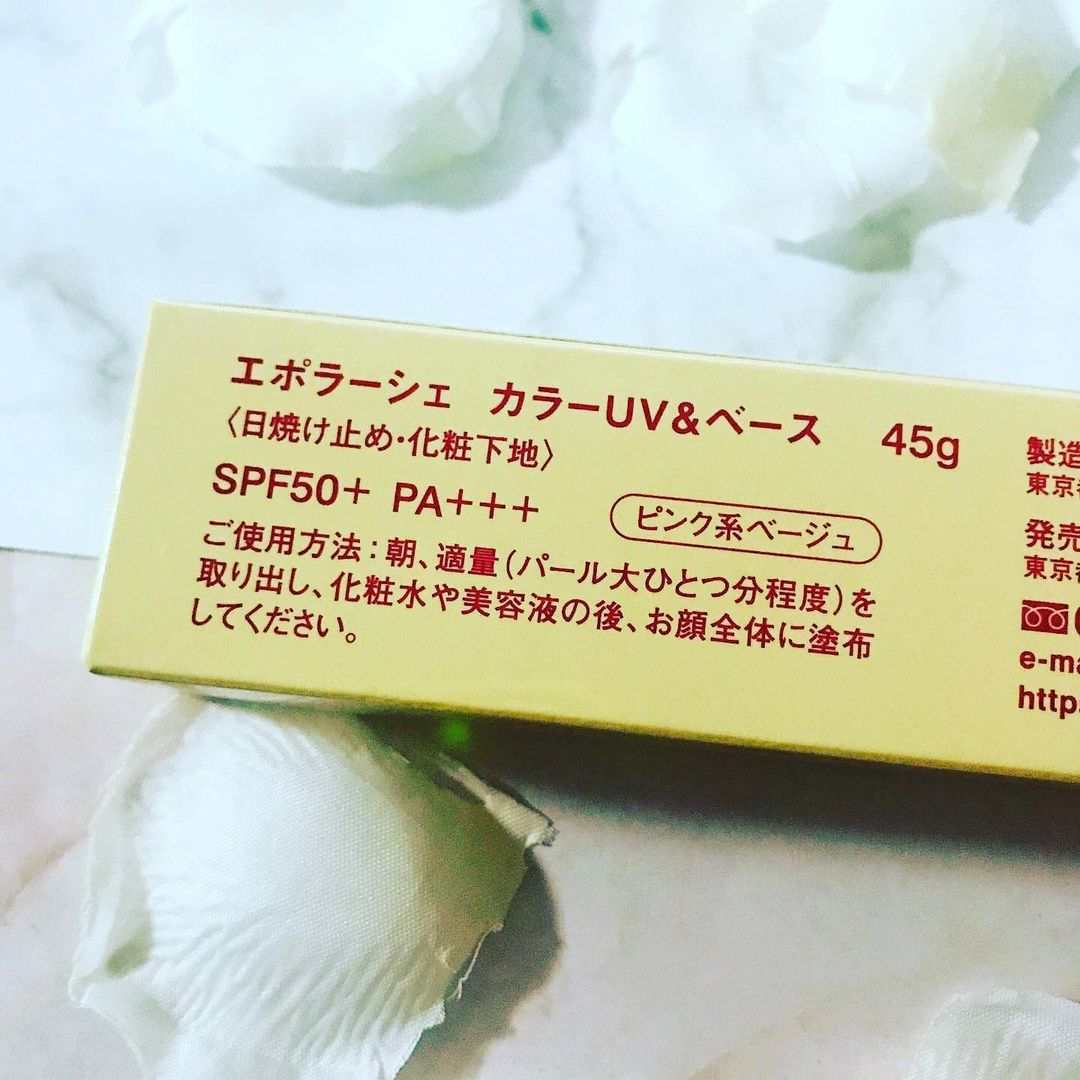 エポラーシェ カラーUV&ベース 45g
〈日焼け止め・化粧下地〉
SPF50+ PA+++
ピンク系ベージュ
ご使用方法:朝、適量(パール大ひとつ分程度)を
取り出し、化粧水や美容液の後、お顔全体に塗布
してください。
製造
東京
発売
東京
e-ma
http